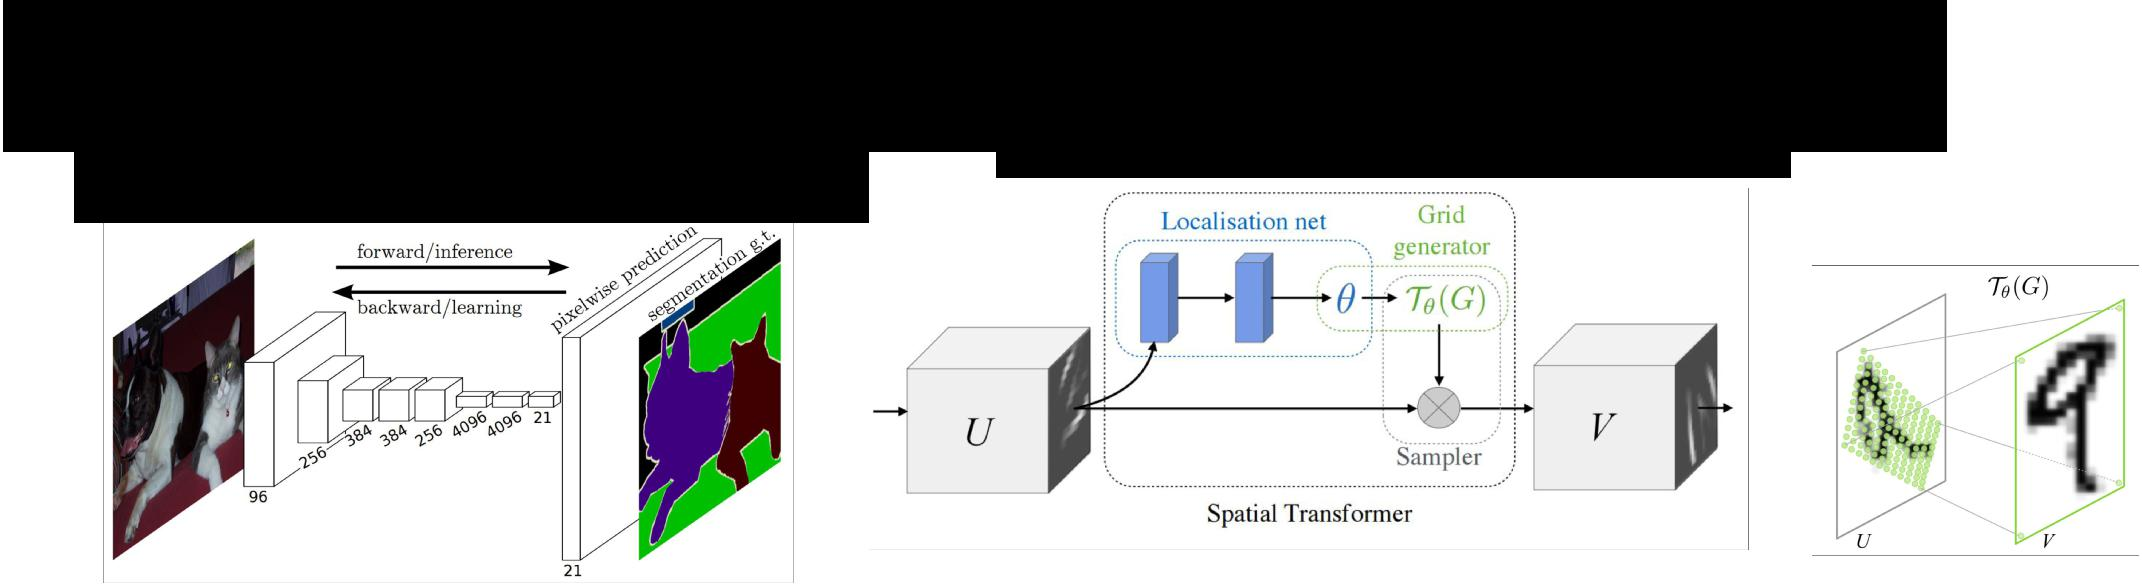 forward/inference
backward/learning
pixelwise prediction
segmentation g.t.
96
256
384
384
256
4096
4096
21
21
Localisation net
Grid
generator
θ
𝒯θ(G)
U
V
Sampler
Spatial Transformer
𝒯θ(G)
U
V